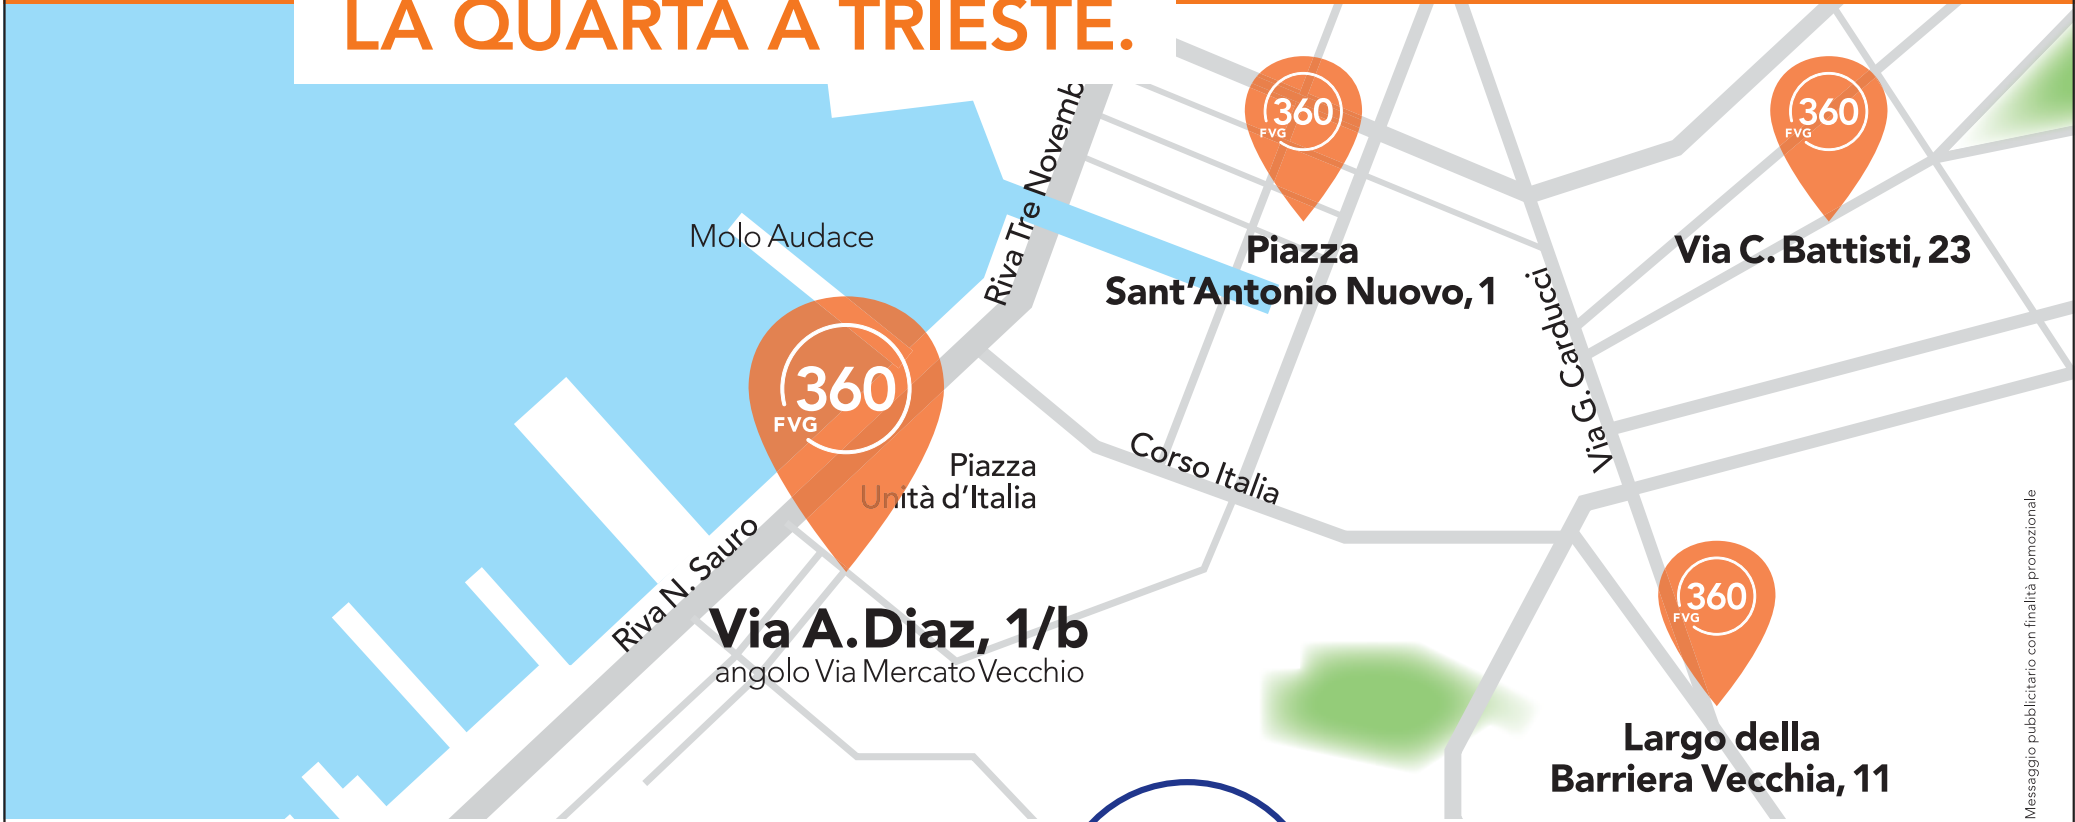 LA QUARTA A TRIESTE.
360
FVG
360
FVG
Riva Tre Novemb
Molo Audace
Piazza
Sant'Antonio Nuovo, 1
Via C. Battisti, 23
Via G. Carducci
360
FVG
Piazza
Unità d'Italia
Corso Italia
Riva N. Sauro
Via A. Diaz, 1/b
angolo Via Mercato Vecchio
360
FVG
Largo della
Barriera Vecchia, 11
Messaggio pubblicitario con finalità promozionale